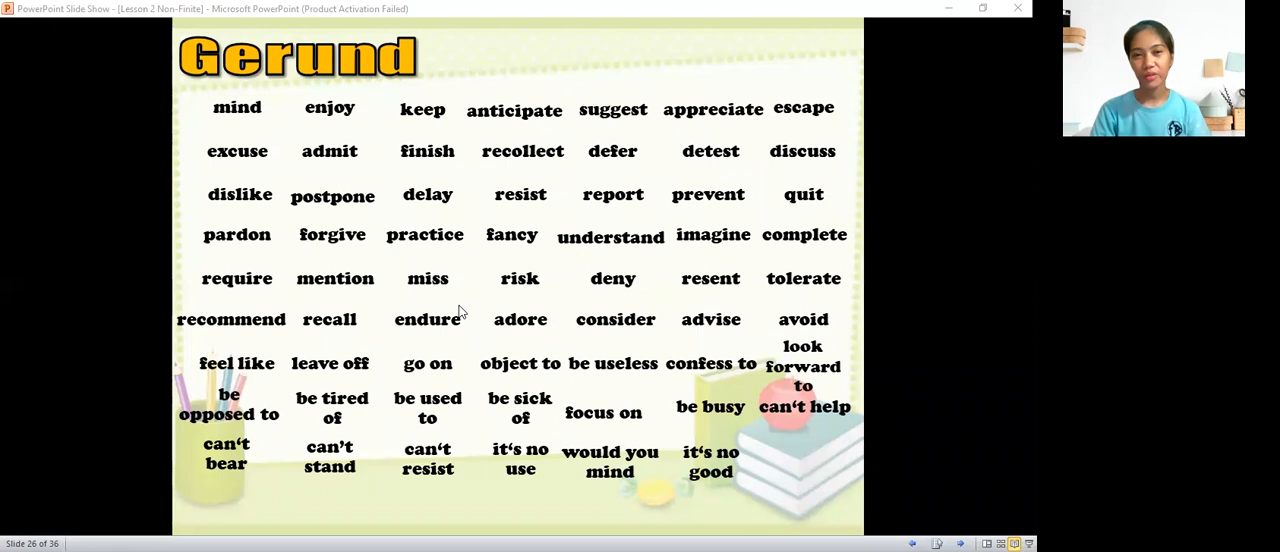 PowerPoint Slide Show - [Lesson 2 Non-Finite] - Microsoft PowerPoint (Product Activation Failed)
Gerund
mind enjoy keep anticipate suggest appreciate escape
excuse admit finish recollect defer detest discuss
dislike postpone delay resist report prevent quit
pardon forgive practice fancy understand imagine complete
require mention miss risk deny resent tolerate
recommend recall endure adore consider advise avoid
feel like leave off go on object to be useless confess to look
forward
to
be
opposed to be tired
of be used
to be sick
of focus on be busy can't help
can't
bear can't
stand can't
resist it's no
use would you
mind it's no
good
Slide 26 of 36